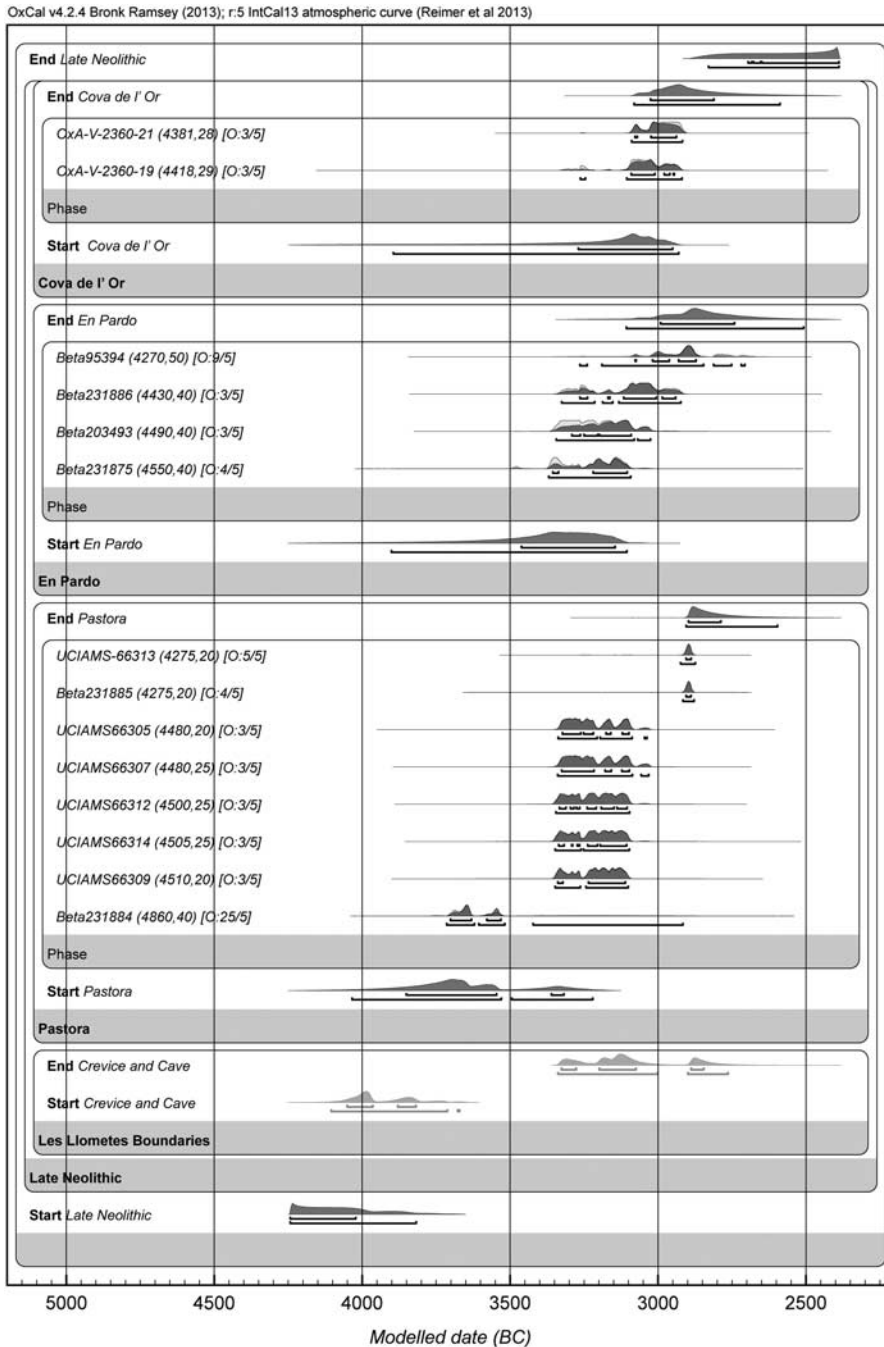 OxCal v4.2.4 Bronk Ramsey (2013); r:5 IntCal13 atmospheric curve (Reimer et al 2013)
End Late Neolithic
End Cova de l' Or
OxA-V-2360-21 (4381,28) [O:3/5]
OxA-V-2360-19 (4418,29) [O:3/5]
Phase
Start Cova de l' Or
Cova de l' Or
End En Pardo
Beta95394 (4270,50) [O:9/5]
Beta231886 (4430,40) [O:3/5]
Beta203493 (4490,40) [O:3/5]
Beta231875 (4550,40) [O:4/5]
Phase
Start En Pardo
En Pardo
End Pastora
UCIAMS-66313 (4275,20) [O:5/5]
Beta231885 (4275,20) [O:4/5]
UCIAMS66305 (4480,20) [O:3/5]
UCIAMS66307 (4480,25) [O:3/5]
UCIAMS66312 (4500,25) [O:3/5]
UCIAMS66314 (4505,25) [O:3/5]
UCIAMS66309 (4510,20) [O:3/5]
Beta231884 (4860,40) [O:25/5]
Phase
Start Pastora
Pastora
End Crevice and Cave
Start Crevice and Cave
Les Llometes Boundaries
Late Neolithic
Start Late Neolithic
5000 4500 4000 3500 3000 2500
Modelled date (BC)